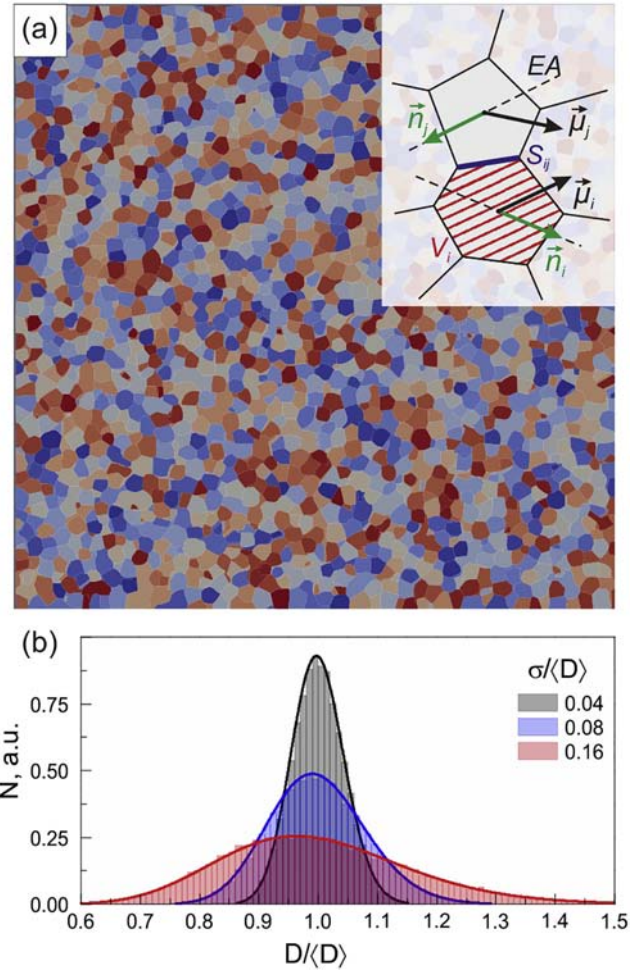 (a)
EA
n⃗j
μ⃗j
Sij
μ⃗i
Vi
n⃗i
(b)
σ/⟨D⟩
0.04
0.08
0.16
N, a.u.
0.75
0.50
0.25
0.00
0.6 0.7 0.8 0.9 1.0 1.1 1.2 1.3 1.4 1.5
D/⟨D⟩